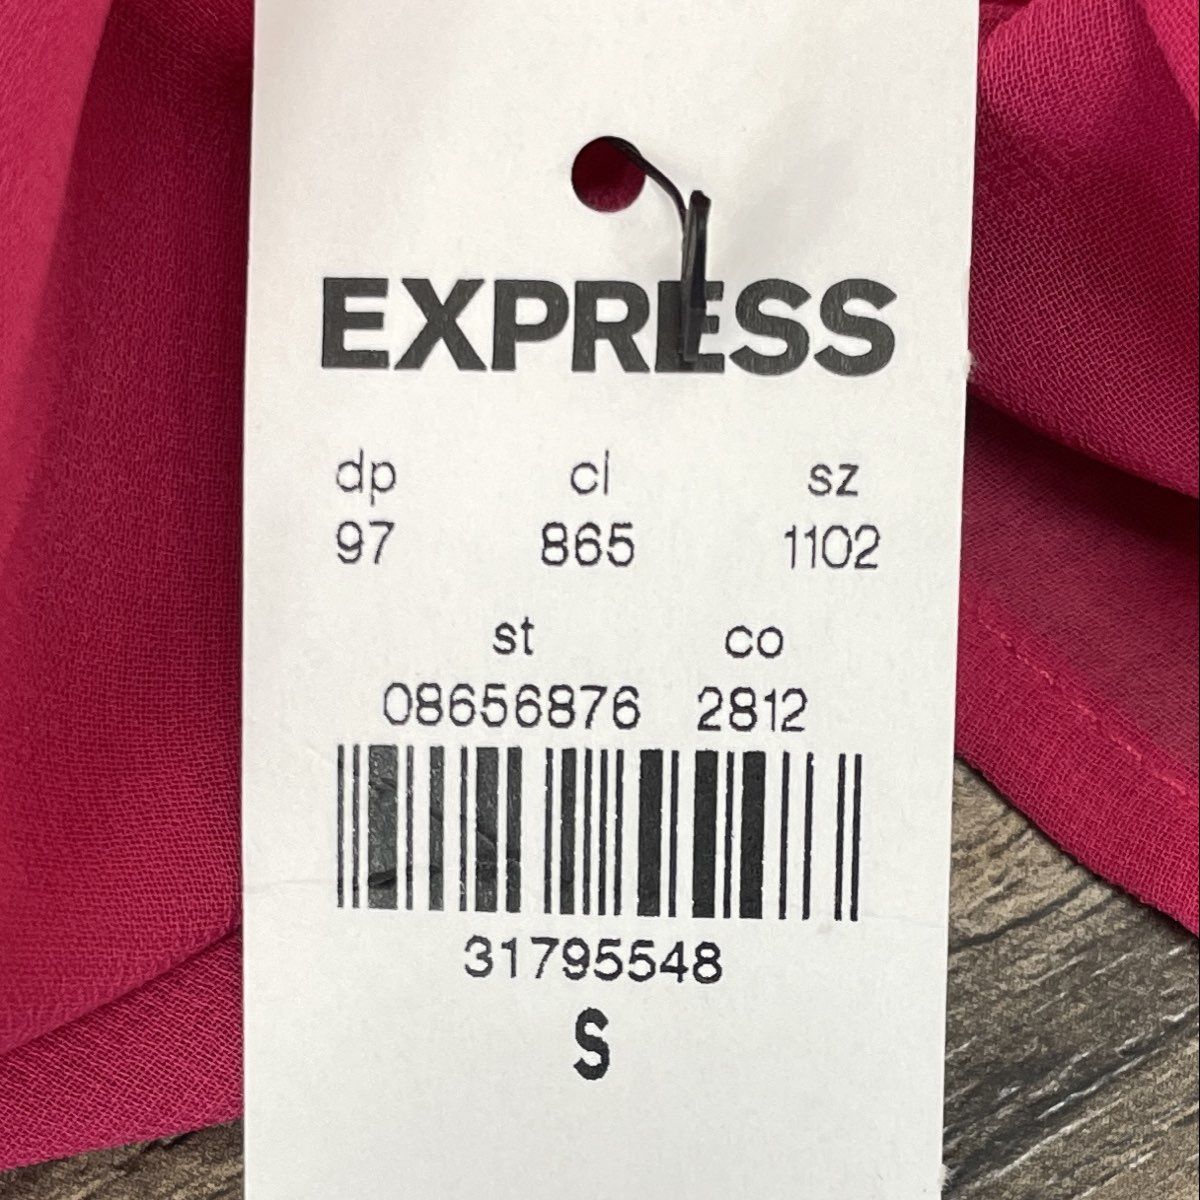 EXPRESS
dp cl sz
97 865 1102
st co
08656876 2812
31795548
S